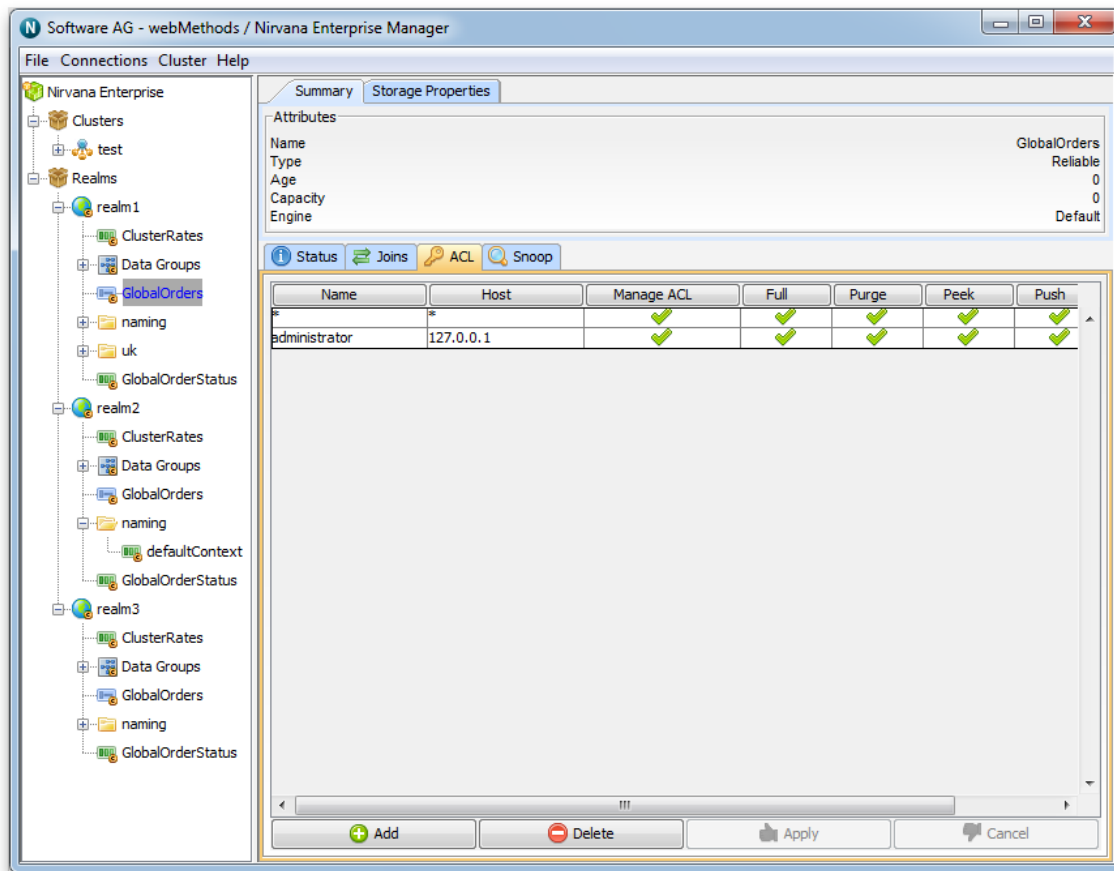 Software AG - webMethods / Nirvana Enterprise Manager
File Connections Cluster Help
Nirvana Enterprise
Clusters
test
Realms
realm1
ClusterRates
Data Groups
GlobalOrders
naming
uk
GlobalOrderStatus
realm2
ClusterRates
Data Groups
GlobalOrders
naming
defaultContext
GlobalOrderStatus
realm3
ClusterRates
Data Groups
GlobalOrders
naming
GlobalOrderStatus
Summary Storage Properties
Attributes
Name GlobalOrders
Type Reliable
Age 0
Capacity 0
Engine Default
Status Joins ACL Snoop
Name Host Manage ACL Full Purge Peek Push
* *
administrator 127.0.0.1
Add Delete Apply Cancel